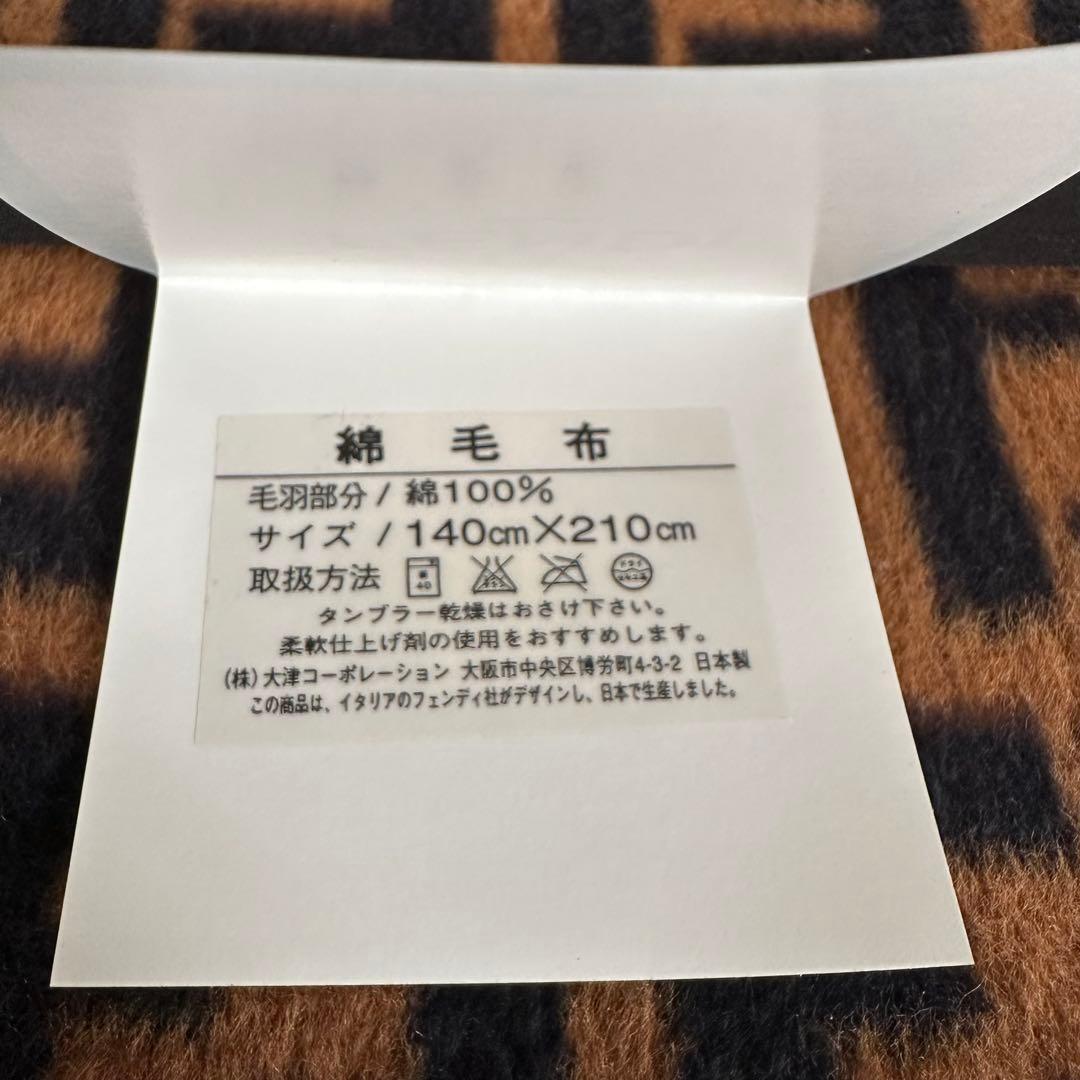 綿毛布
毛羽部分/綿100%
サイズ/140cm×210cm
取扱方法 40 ドライ
タンブラー乾燥はおさけ下さい。
柔軟仕上げ剤の使用をおすすめします。
(株)大津コーポレーション 大阪市中央区博労町4-3-2 日本製
この商品は、イタリアのフェンディ社がデザインし、日本で生産しました。